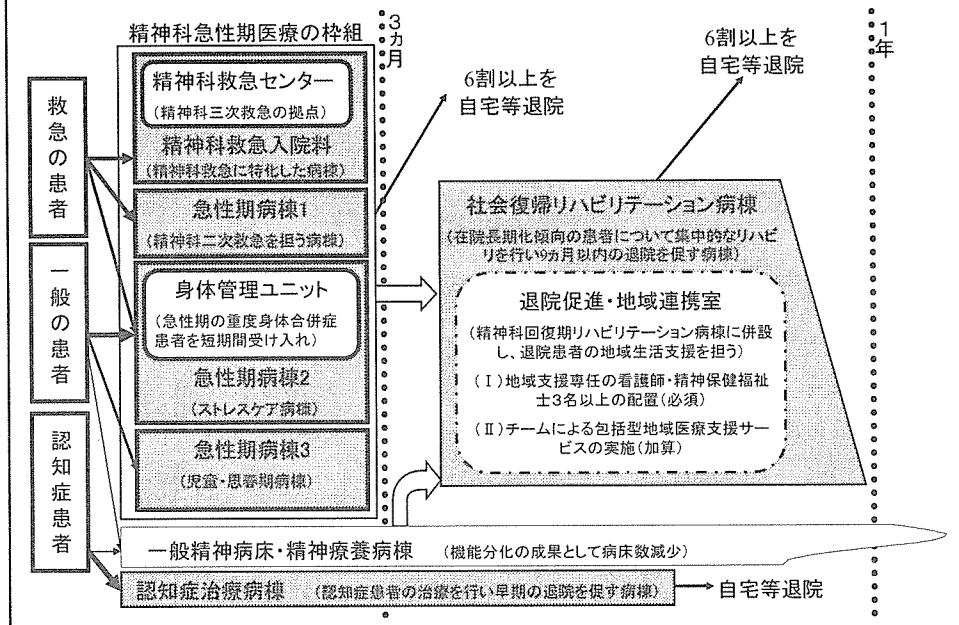 精神科急性期医療の枠組
3ヵ月
1年
救急の患者
一般の患者
認知症患者
精神科救急センター
(精神科三次救急の拠点)
精神科救急入院料
(精神科救急に特化した病棟)
急性期病棟1
(精神科二次救急を担う病棟)
身体管理ユニット
(急性期の重度身体合併症
患者を短期間受け入れ)
急性期病棟2
(ストレスケア病棟)
急性期病棟3
(児童・思春期病棟)
6割以上を
自宅等退院
6割以上を
自宅等退院
社会復帰リハビリテーション病棟
(在院長期化傾向の患者について集中的なリハビ
リを行い9ヵ月以内の退院を促す病棟)
退院促進・地域連携室
(精神科回復期リハビリテーション病棟に併設
し、退院患者の地域生活支援を担う)
(Ⅰ)地域支援専任の看護師・精神保健福祉
士3名以上の配置(必須)
(Ⅱ)チームによる包括型地域医療支援サー
ビスの実施(加算)
一般精神病床・精神療養病棟 (機能分化の成果として病床数減少)
認知症治療病棟 (認知症患者の治療を行い早期の退院を促す病棟)
自宅等退院